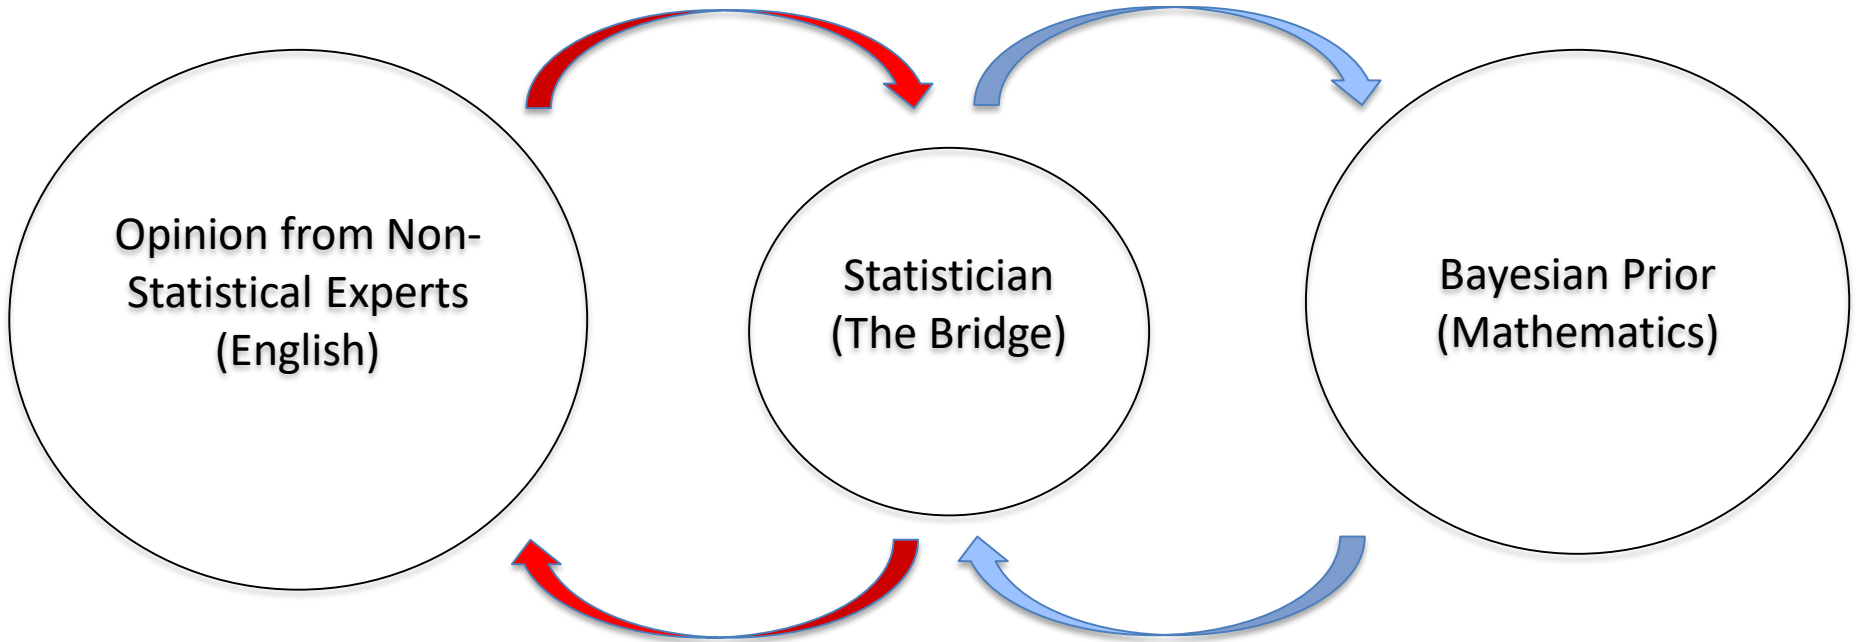 Opinion from Non-
Statistical Experts
(English)
Statistician
(The Bridge)
Bayesian Prior
(Mathematics)